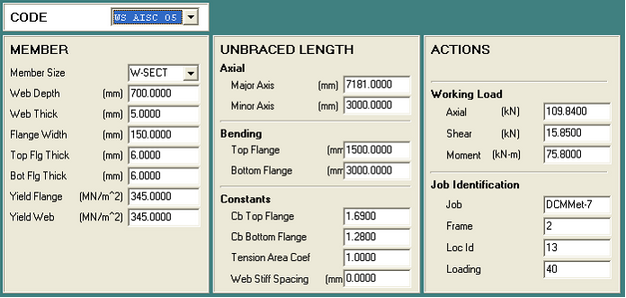 CODE WS AISC 05
MEMBER
Member Size W-SECT
Web Depth (mm) 700.0000
Web Thick (mm) 5.0000
Flange Width (mm) 150.0000
Top Flg Thick (mm) 6.0000
Bot Flg Thick (mm) 6.0000
Yield Flange (MN/m^2) 345.0000
Yield Web (MN/m^2) 345.0000
UNBRACED LENGTH
Axial
Major Axis (mm) 7181.0000
Minor Axis (mm) 3000.0000
Bending
Top Flange (mm 1500.0000
Bottom Flange (mm 3000.0000
Constants
Cb Top Flange 1.6900
Cb Bottom Flange 1.2800
Tension Area Coef 1.0000
Web Stiff Spacing (mm 0.0000
ACTIONS
Working Load
Axial (kN) 109.8400
Shear (kN) 15.8500
Moment (kN-m) 75.8000
Job Identification
Job DCMMet-7
Frame 2
Loc Id 13
Loading 40